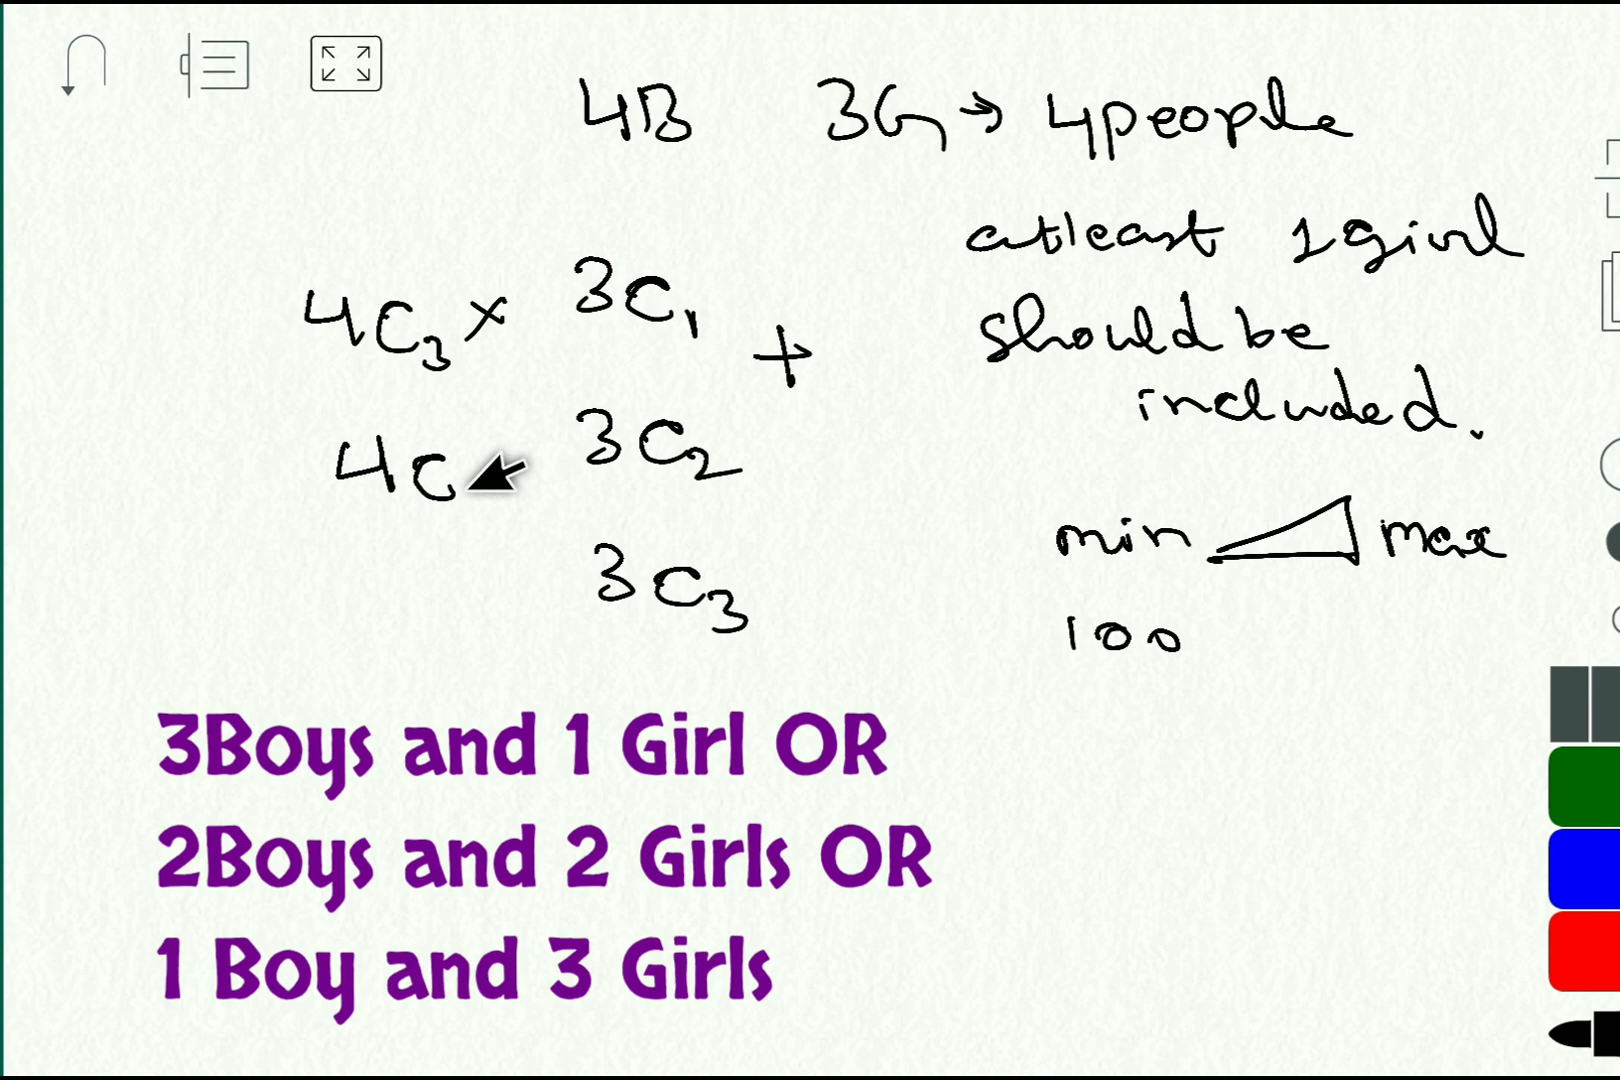 4B 3G → 4people
atleast 1girl
should be
included.
4C3 × 3C1 +
4C 3C2
3C3
min max
100
3Boys and 1 Girl OR
2Boys and 2 Girls OR
1 Boy and 3 Girls